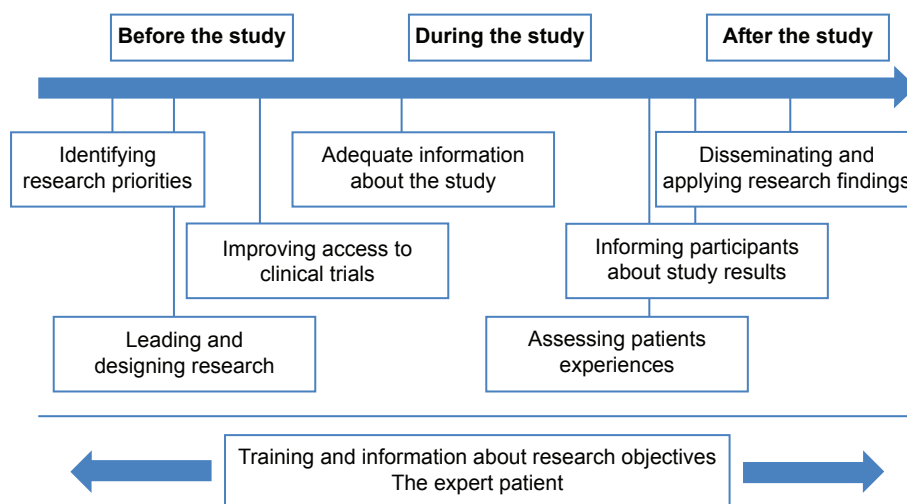 Before the study
During the study
After the study
Identifying
research priorities
Adequate information
about the study
Disseminating and
applying research findings
Improving access to
clinical trials
Informing participants
about study results
Leading and
designing research
Assessing patients
experiences
Training and information about research objectives
The expert patient